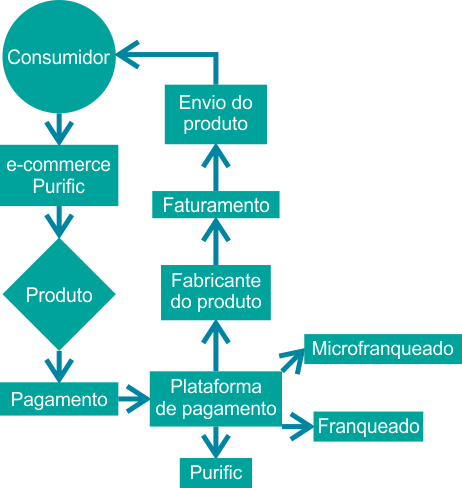 Consumidor
e-commerce
Purific
Produto
Pagamento
Plataforma
de pagamento
Fabricante
do produto
Faturamento
Envio do
produto
Microfranqueado
Franqueado
Purific